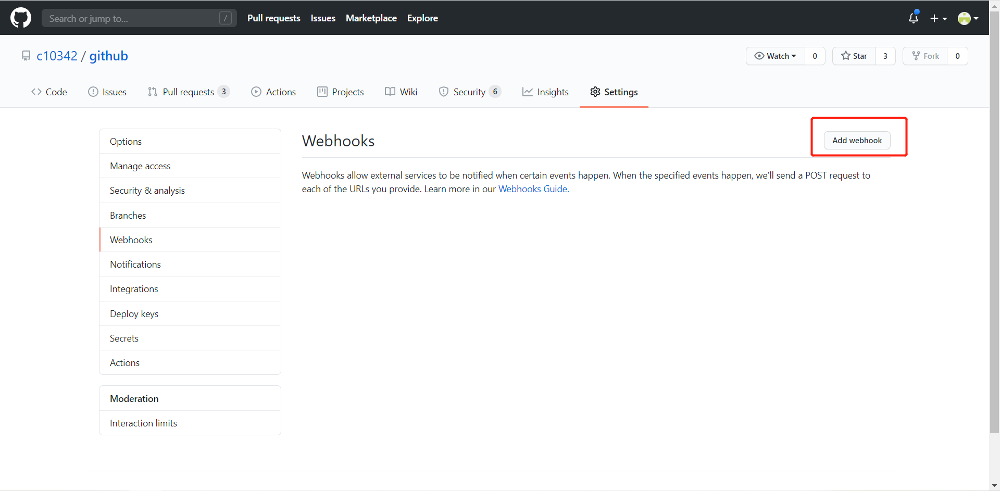 Search or jump to... / Pull requests Issues Marketplace Explore
c10342 / github Watch 0 Star 3 Fork 0
Code Issues Pull requests 3 Actions Projects Wiki Security 6 Insights Settings
Options
Manage access
Security & analysis
Branches
Webhooks
Notifications
Integrations
Deploy keys
Secrets
Actions
Moderation
Interaction limits
Webhooks Add webhook
Webhooks allow external services to be notified when certain events happen. When the specified events happen, we’ll send a POST request to
each of the URLs you provide. Learn more in our Webhooks Guide.